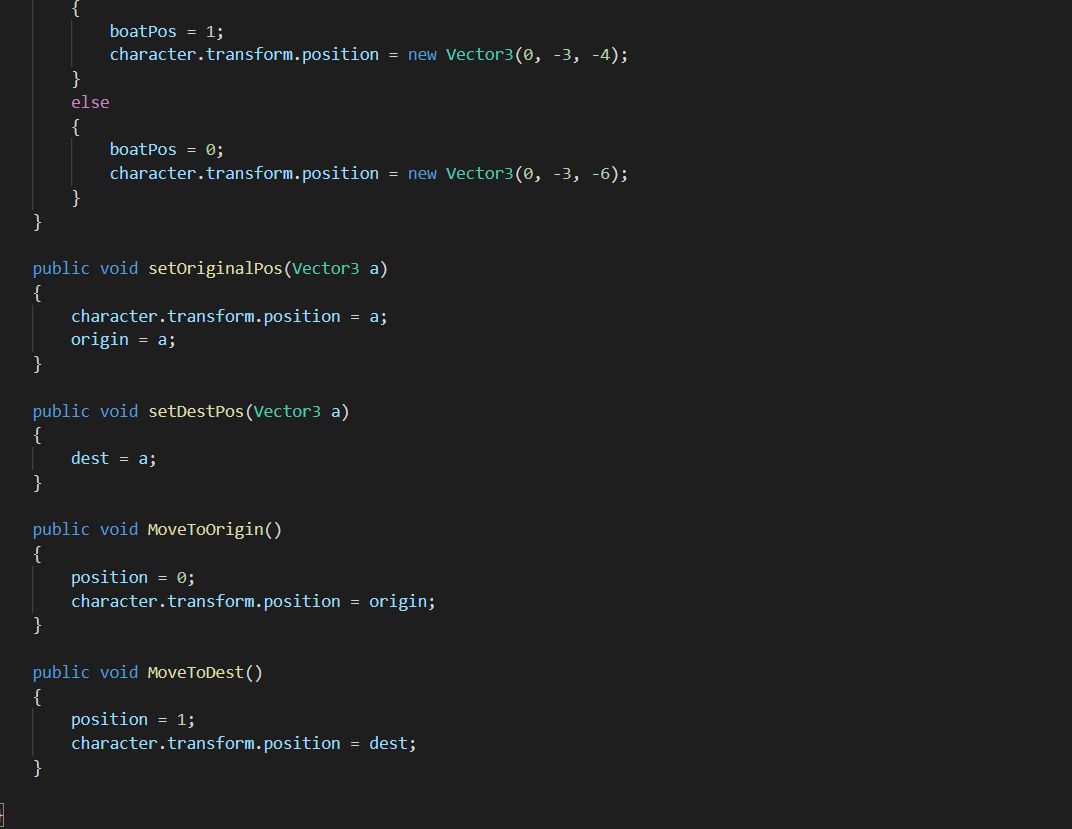 {
boatPos = 1;
character.transform.position = new Vector3(0, -3, -4);
}
else
{
boatPos = 0;
character.transform.position = new Vector3(0, -3, -6);
}
}
public void setOriginalPos(Vector3 a)
{
character.transform.position = a;
origin = a;
}
public void setDestPos(Vector3 a)
{
dest = a;
}
public void MoveToOrigin()
{
position = 0;
character.transform.position = origin;
}
public void MoveToDest()
{
position = 1;
character.transform.position = dest;
}
}